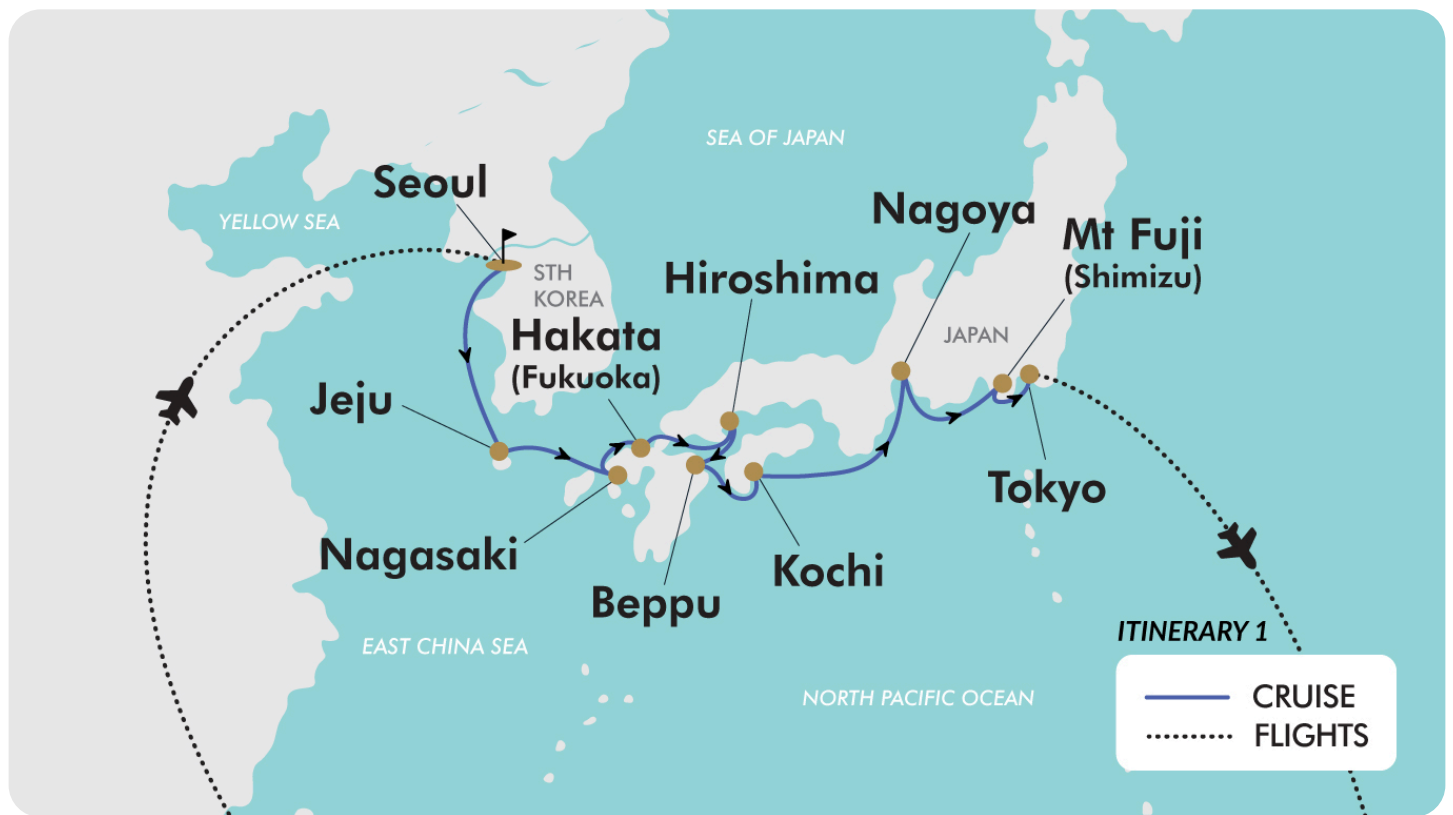 SEA OF JAPAN
Seoul
YELLOW SEA
Nagoya
Mt Fuji
(Shimizu)
STH
KOREA
Hiroshima
Hakata
(Fukuoka)
JAPAN
Jeju
Tokyo
Nagasaki
Kochi
Beppu
EAST CHINA SEA
NORTH PACIFIC OCEAN
ITINERARY 1
CRUISE
FLIGHTS